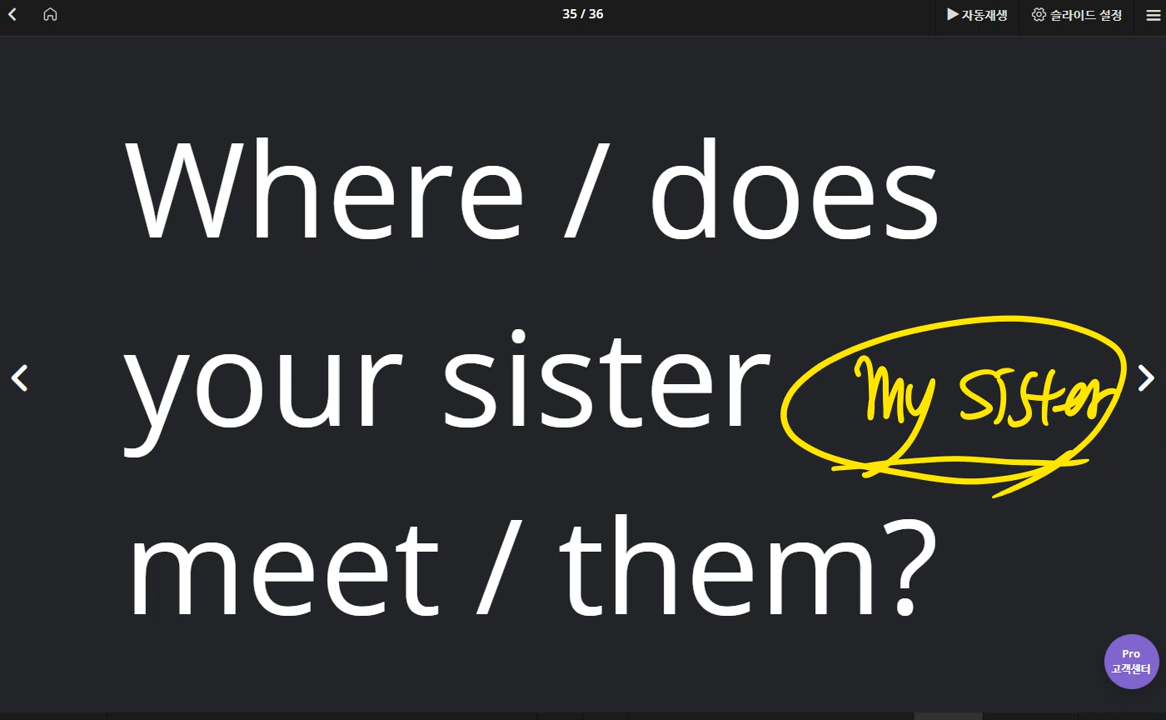 35 / 36
자동재생
슬라이드 설정
Where / does
your sister
my sister
meet / them?
Pro
고객센터